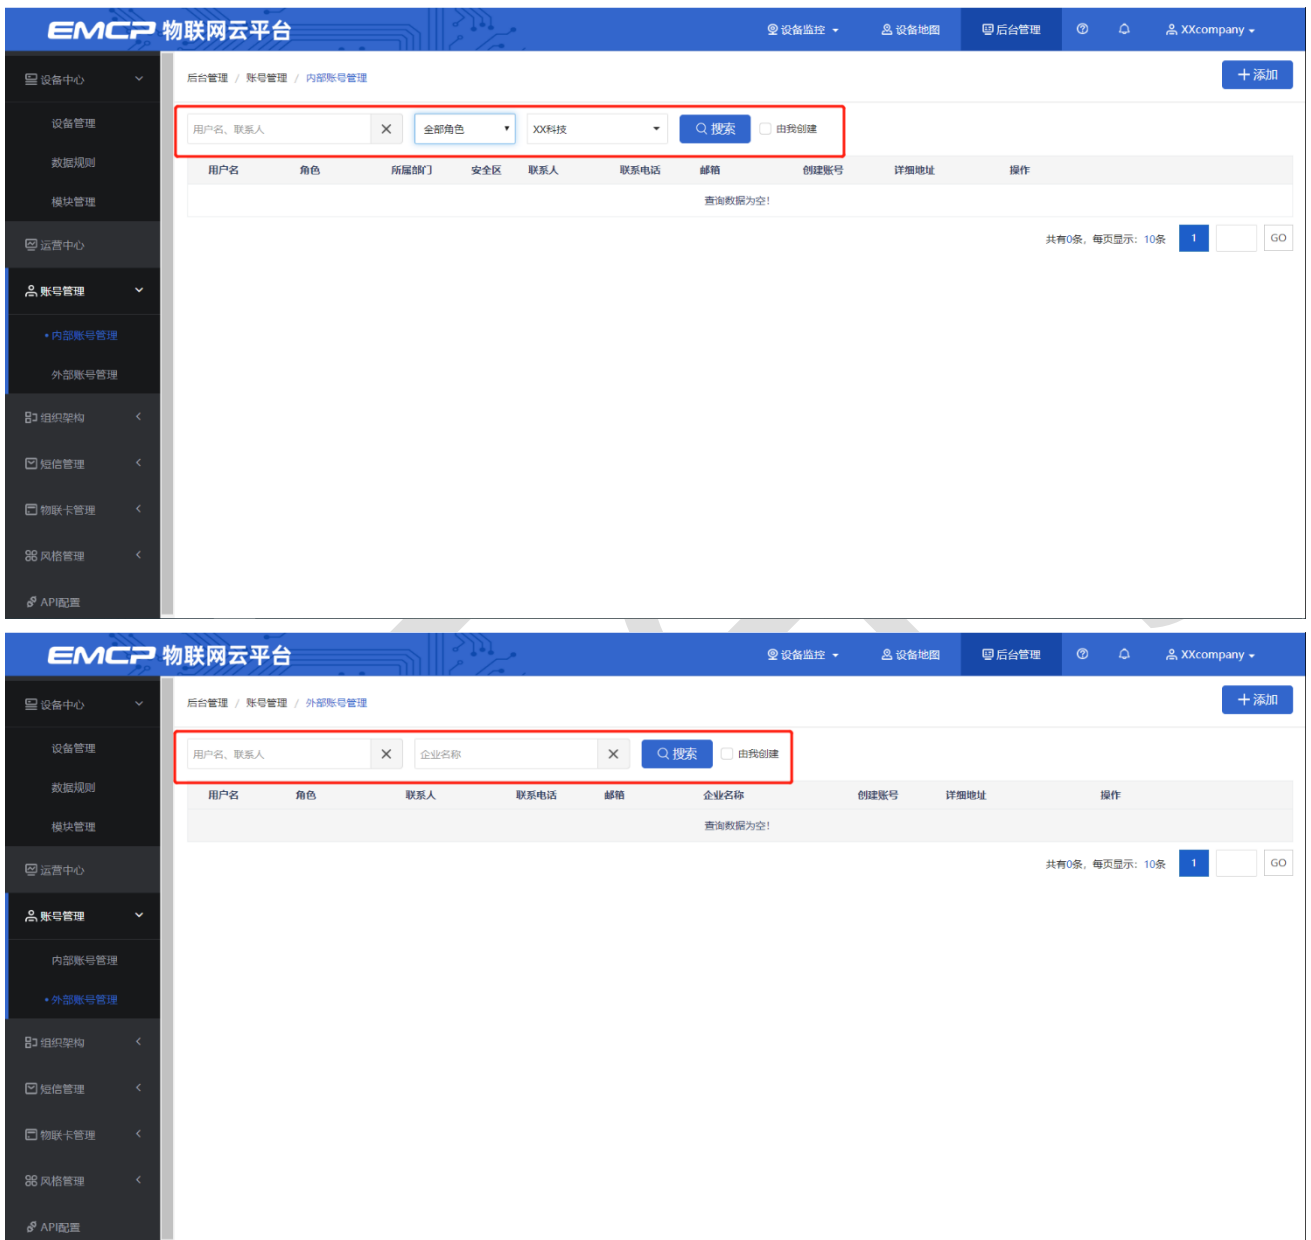 EMCP 物联网云平台 设备监控 设备地图 后台管理 XXcompany
设备中心 后台管理 / 账号管理 / 内部账号管理 添加
设备管理 用户名、联系人 全部角色 XX科技 搜索 由我创建
数据规则 用户名 角色 所属部门 安全区 联系人 联系电话 邮箱 创建账号 详细地址 操作
模块管理 查询数据为空!
运营中心 共有0条, 每页显示: 10条 1 GO
账号管理
内部账号管理
外部账号管理
组织架构
短信管理
物联卡管理
风格管理
API配置
EMCP 物联网云平台 设备监控 设备地图 后台管理 XXcompany
设备中心 后台管理 / 账号管理 / 外部账号管理 添加
设备管理 用户名、联系人 企业名称 搜索 由我创建
数据规则 用户名 角色 联系人 联系电话 邮箱 企业名称 创建账号 详细地址 操作
模块管理 查询数据为空!
运营中心 共有0条, 每页显示: 10条 1 GO
账号管理
内部账号管理
外部账号管理
组织架构
短信管理
物联卡管理
风格管理
API配置